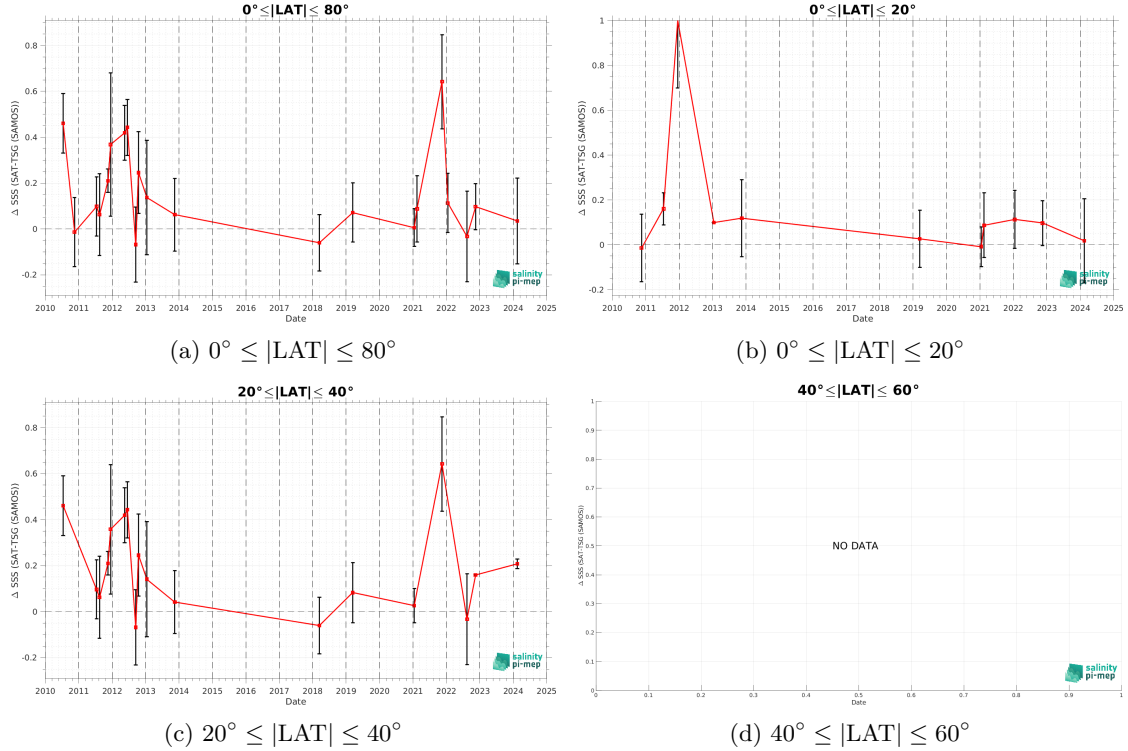 0°≤|LAT|≤ 80°
Δ SSS (SAT-TSG (SAMOS))
0.8
0.6
0.4
0.2
0
-0.2
2010 2011 2012 2013 2014 2015 2016 2017 2018 2019 2020 2021 2022 2023 2024 2025
Date
salinity
pi-mep
(a) 0° ≤ |LAT| ≤ 80°
0°≤|LAT|≤ 20°
Δ SSS (SAT-TSG (SAMOS))
1
0.8
0.6
0.4
0.2
0
-0.2
2010 2011 2012 2013 2014 2015 2016 2017 2018 2019 2020 2021 2022 2023 2024 2025
Date
salinity
pi-mep
(b) 0° ≤ |LAT| ≤ 20°
20°≤|LAT|≤ 40°
Δ SSS (SAT-TSG (SAMOS))
0.8
0.6
0.4
0.2
0
-0.2
2010 2011 2012 2013 2014 2015 2016 2017 2018 2019 2020 2021 2022 2023 2024 2025
Date
salinity
pi-mep
(c) 20° ≤ |LAT| ≤ 40°
40°≤|LAT|≤ 60°
Δ SSS (SAT-TSG (SAMOS))
1
0.9
0.8
0.7
0.6
0.5
0.4
0.3
0.2
0.1
0
NO DATA
0 0.1 0.2 0.3 0.4 0.5 0.6 0.7 0.8 0.9 1
Date
salinity
pi-mep
(d) 40° ≤ |LAT| ≤ 60°